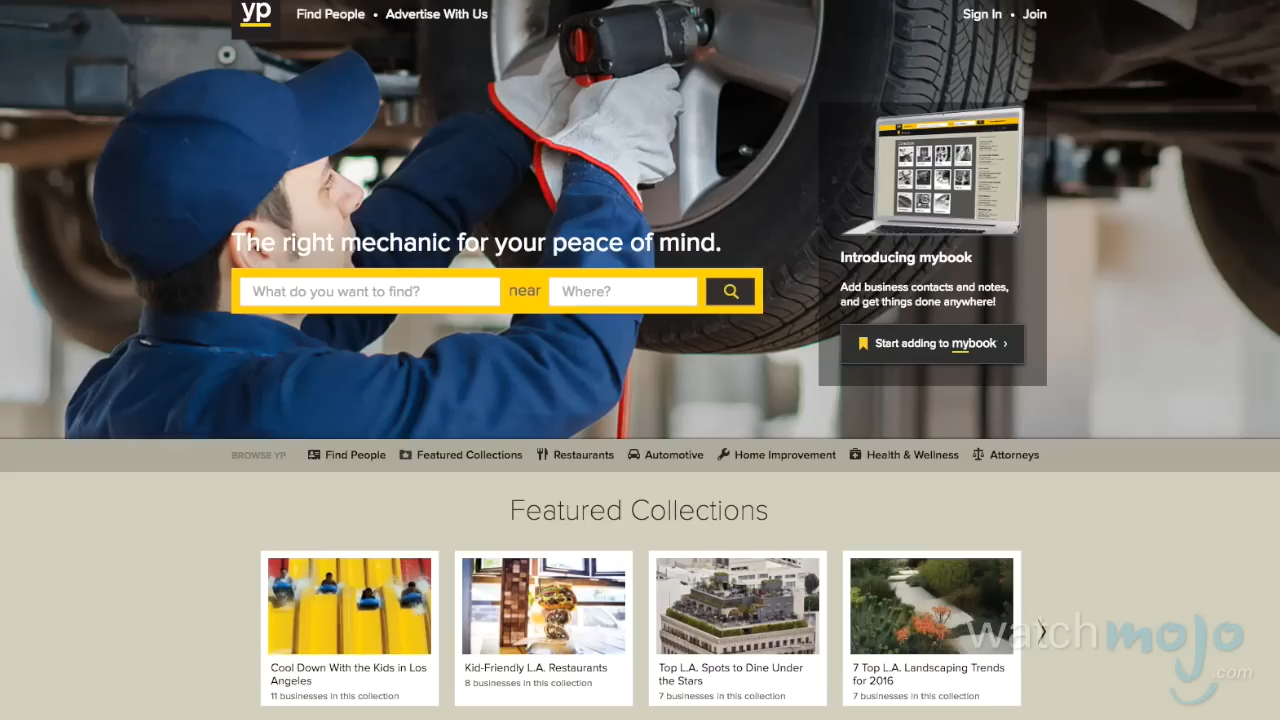 yp
Find People • Advertise With Us
Sign In • Join
The right mechanic for your peace of mind.
What do you want to find?
near
Where?
Introducing mybook
Add business contacts and notes,
and get things done anywhere!
Start adding to mybook ›
BROWSE YP
Find People
Featured Collections
Restaurants
Automotive
Home Improvement
Health & Wellness
Attorneys
Featured Collections
Cool Down With the Kids in Los
Angeles
11 businesses in this collection
Kid-Friendly L.A. Restaurants
8 businesses in this collection
Top L.A. Spots to Dine Under
the Stars
7 businesses in this collection
7 Top L.A. Landscaping Trends
for 2016
7 businesses in this collection
watchmojo
.com